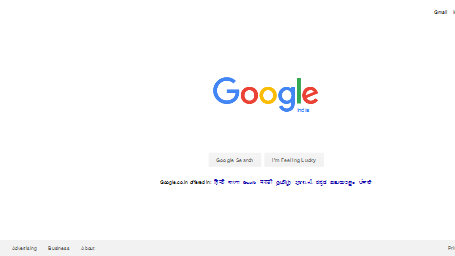 Gmail
Google
India
Google Search I'm Feeling Lucky
Google.co.in offered in: हिन्दी বাংলা తెలుగు मराठी தமிழ் ગુજરાતી ಕನ್ನಡ മലയാളം ਪੰਜਾਬੀ
Advertising Business About